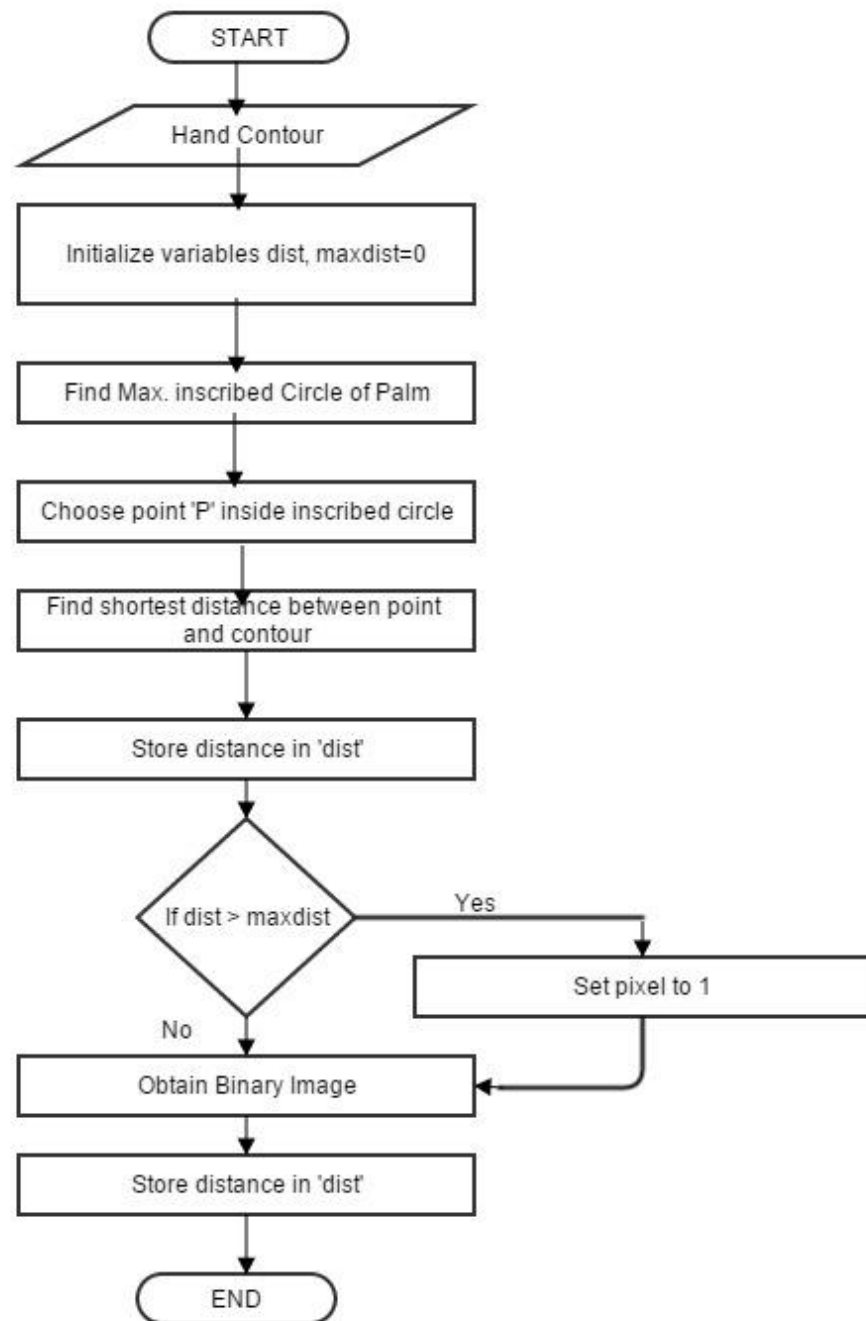 START
Hand Contour
Initialize variables dist, maxdist=0
Find Max. inscribed Circle of Palm
Choose point 'P' inside inscribed circle
Find shortest distance between point
and contour
Store distance in 'dist'
If dist > maxdist
Yes
Set pixel to 1
No
Obtain Binary Image
Store distance in 'dist'
END